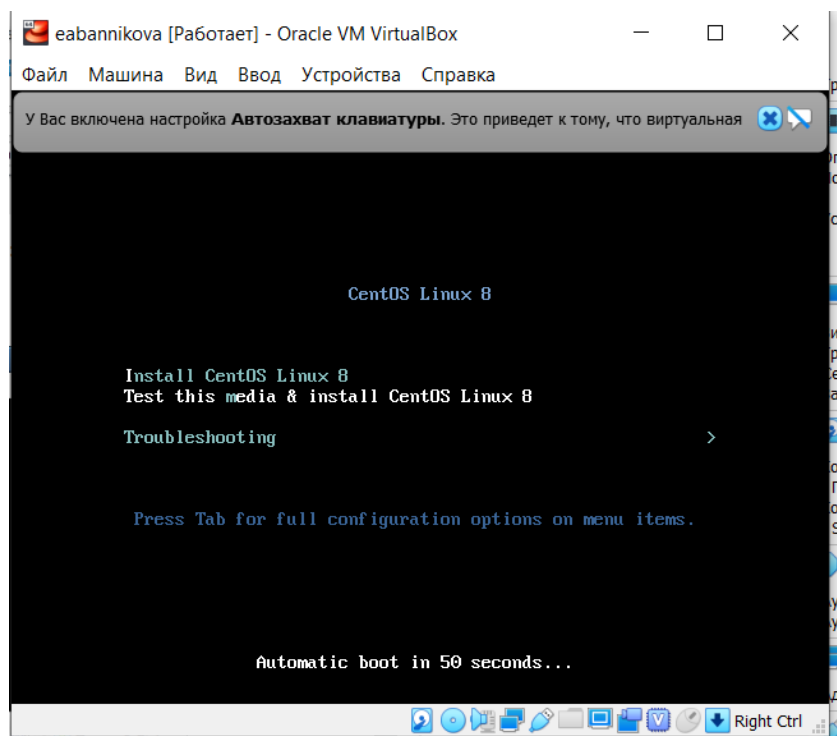 eabannikova [Работает] - Oracle VM VirtualBox
Файл Машина Вид Ввод Устройства Справка
У Вас включена настройка Автозахват клавиатуры. Это приведет к тому, что виртуальная
CentOS Linux 8
Install CentOS Linux 8
Test this media & install CentOS Linux 8
Troubleshooting >
Press Tab for full configuration options on menu items.
Automatic boot in 50 seconds...
Right Ctrl